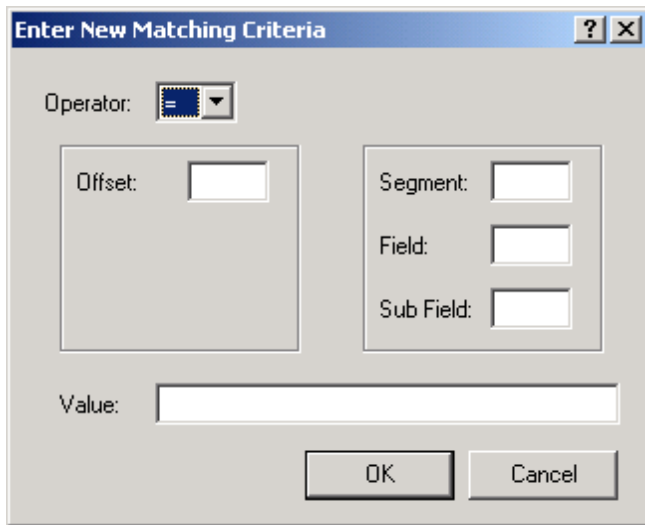 Enter New Matching Criteria
Operator: =
Offset:
Segment:
Field:
Sub Field:
Value:
OK Cancel